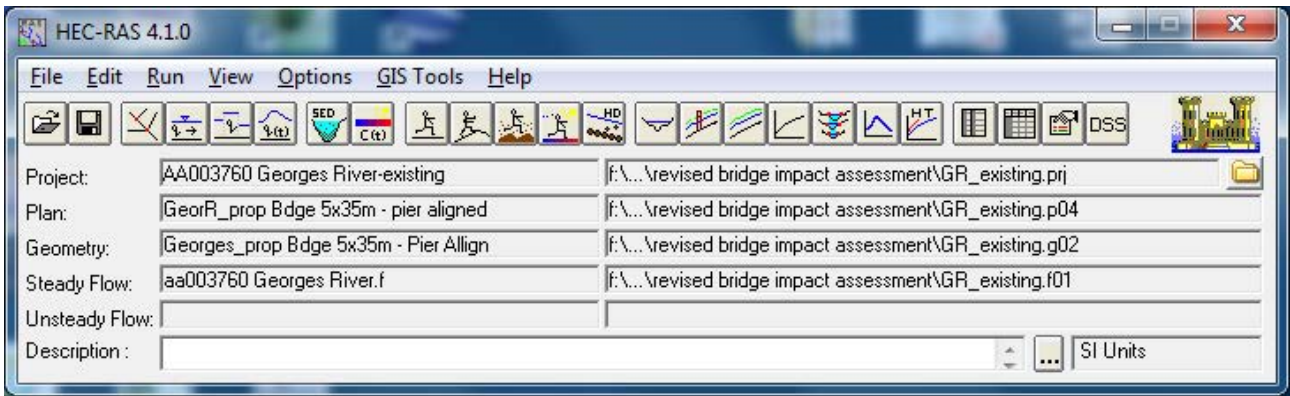 HEC-RAS 4.1.0
File Edit Run View Options GIS Tools Help
SED C(t) HD HT DSS
Project: AA003760 Georges River-existing f:\...\revised bridge impact assessment\GR_existing.prj
Plan: GeorR_prop Bdge 5x35m - pier aligned f:\...\revised bridge impact assessment\GR_existing.p04
Geometry: Georges_prop Bdge 5x35m - Pier Allign f:\...\revised bridge impact assessment\GR_existing.g02
Steady Flow: aa003760 Georges River.f f:\...\revised bridge impact assessment\GR_existing.f01
Unsteady Flow:
Description : ... SI Units